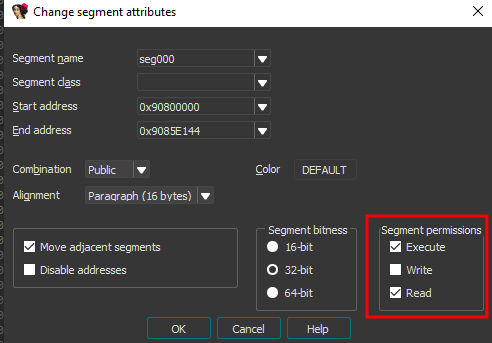 Change segment attributes
Segment name seg000
Segment class
Start address 0x90800000
End address 0x9085E144
Combination Public Color DEFAULT
Alignment Paragraph (16 bytes)
Move adjacent segments
Disable addresses
Segment bitness
16-bit
32-bit
64-bit
Segment permissions
Execute
Write
Read
OK Cancel Help